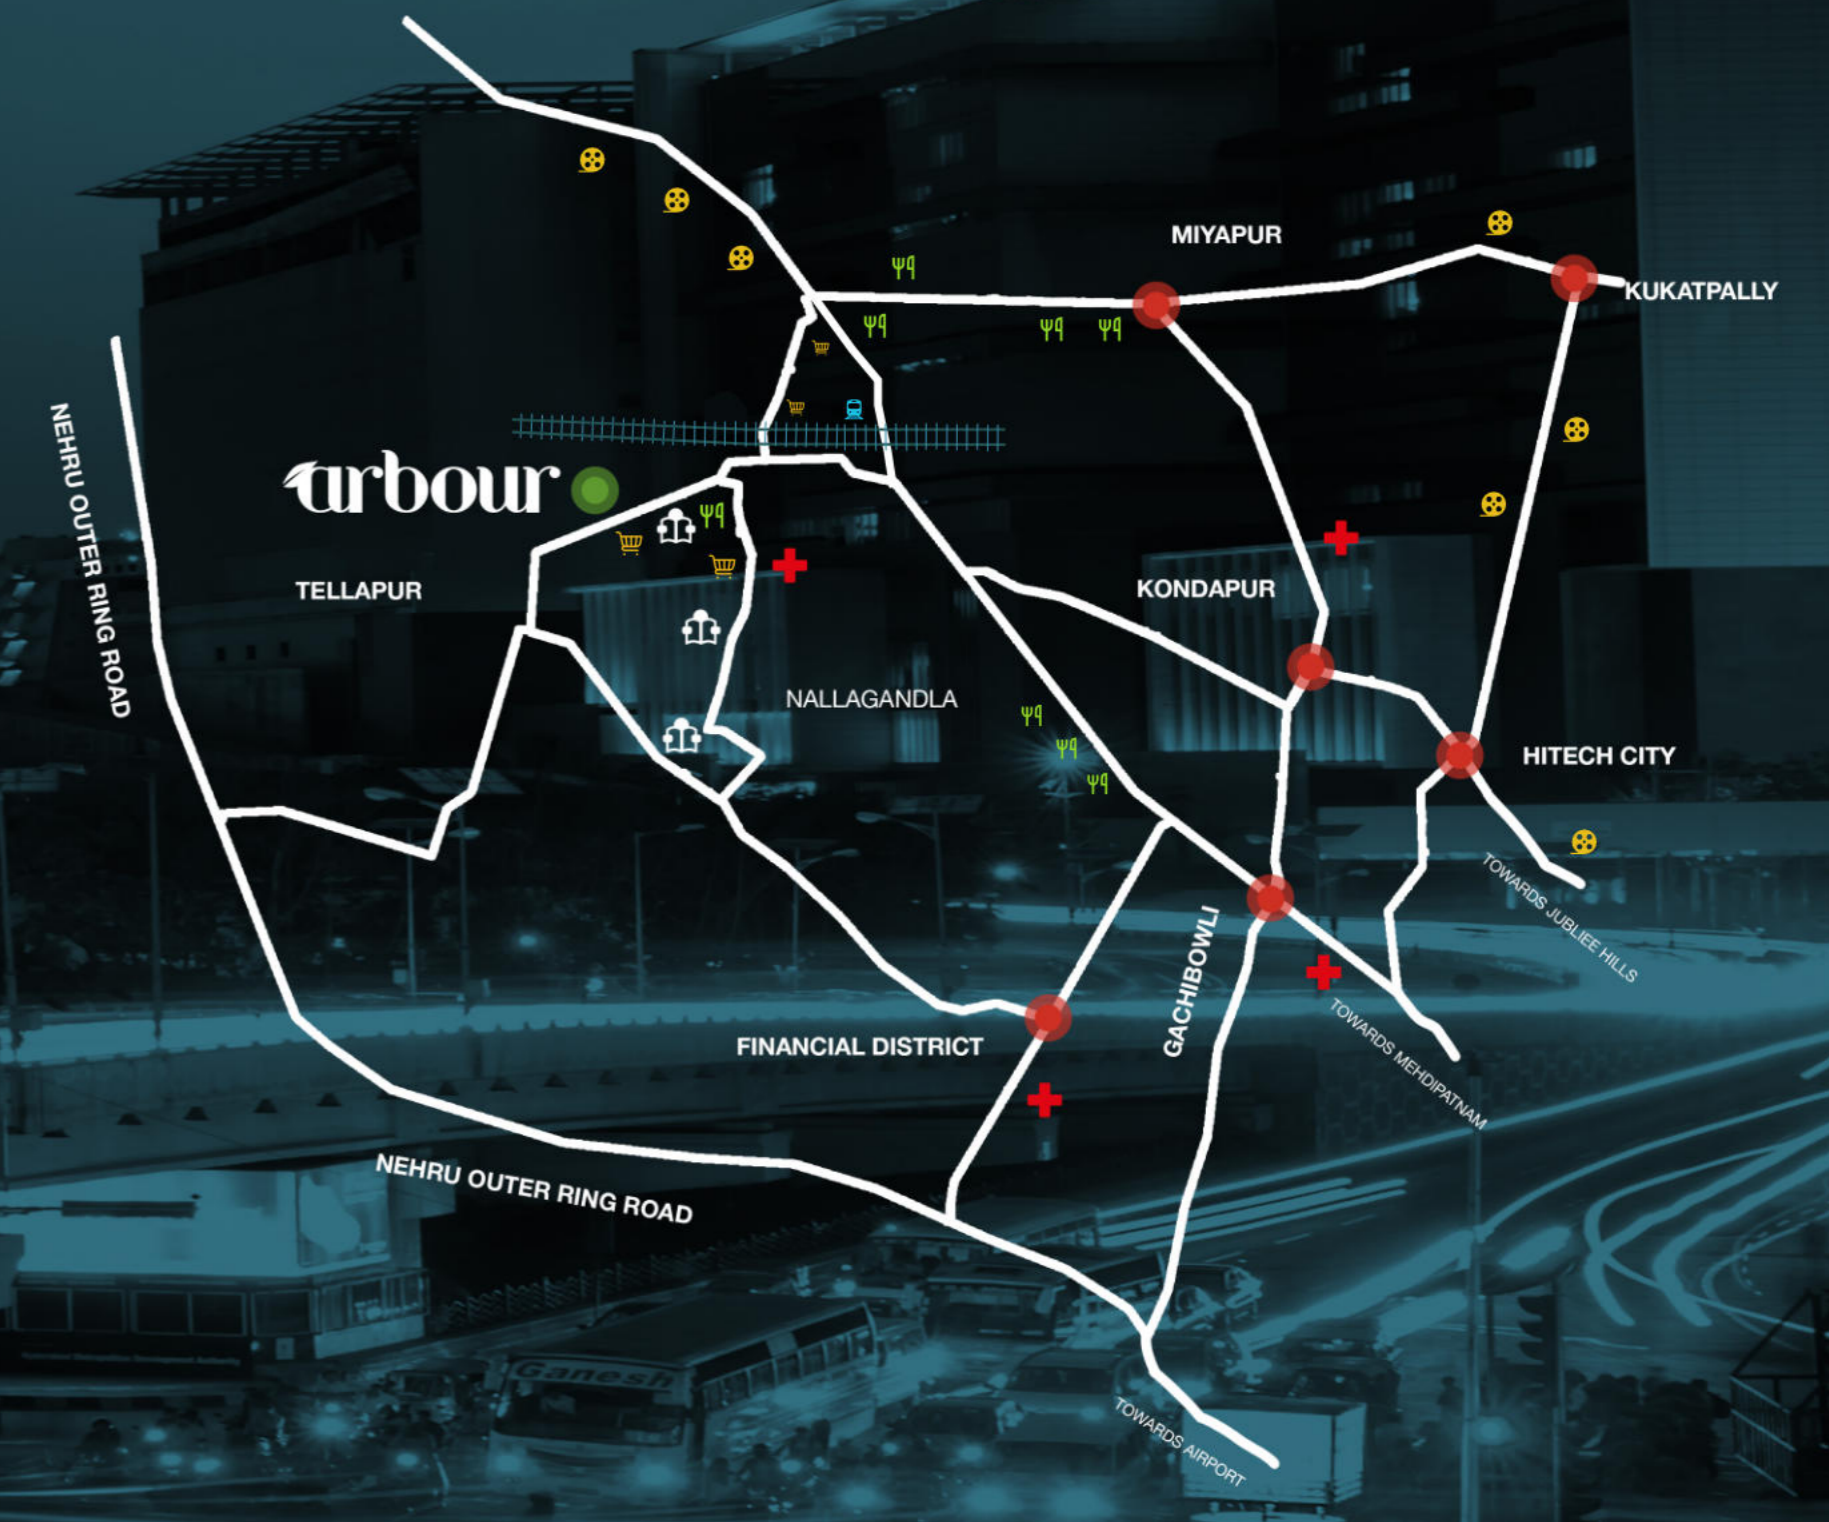 MIYAPUR
KUKATPALLY
NEHRU OUTER RING ROAD
arbour
TELLAPUR
KONDAPUR
NALLAGANDLA
HITECH CITY
TOWARDS JUBLIEE HILLS
GACHIBOWLI
FINANCIAL DISTRICT
TOWARDS MEHDIPATNAM
NEHRU OUTER RING ROAD
Ganesh
TOWARDS AIRPORT